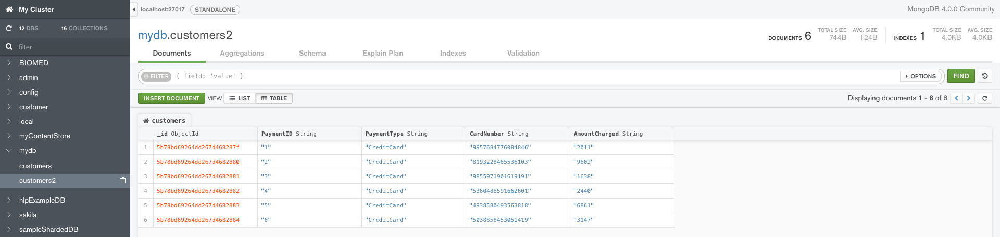 My Cluster
12 DBS 16 COLLECTIONS
filter
BIOMED
admin
config
customer
local
myContentStore
mydb
customers
customers2
nlpExampleDB
sakila
sampleShardedDB
localhost:27017 STANDALONE MongoDB 4.0.0 Community
mydb.customers2
DOCUMENTS 6 TOTAL SIZE 744B AVG. SIZE 124B INDEXES 1 TOTAL SIZE 4.0KB AVG. SIZE 4.0KB
Documents Aggregations Schema Explain Plan Indexes Validation
FILTER { field: 'value' } OPTIONS FIND
INSERT DOCUMENT VIEW LIST TABLE Displaying documents 1 - 6 of 6
customers
_id ObjectId PaymentID String PaymentType String CardNumber String AmountCharged String
1 5b78bd69264dd267d468287f "1" "CreditCard" "9957684776084846" "2011"
2 5b78bd69264dd267d4682880 "2" "CreditCard" "8193228485536103" "9602"
3 5b78bd69264dd267d4682881 "3" "CreditCard" "9855971901619191" "1638"
4 5b78bd69264dd267d4682882 "4" "CreditCard" "5360488591662601" "2440"
5 5b78bd69264dd267d4682883 "5" "CreditCard" "4938580493563818" "6861"
6 5b78bd69264dd267d4682884 "6" "CreditCard" "5038858453051419" "3147"